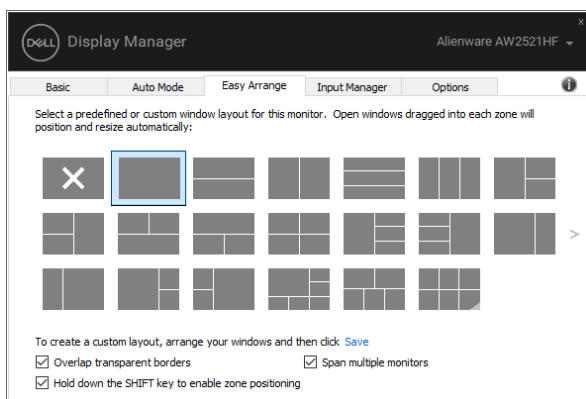 DELL Display Manager
Alienware AW2521HF
x
Basic Auto Mode Easy Arrange Input Manager Options
Select a predefined or custom window layout for this monitor. Open windows dragged into each zone will
position and resize automatically:
To create a custom layout, arrange your windows and then click Save
Overlap transparent borders Span multiple monitors
Hold down the SHIFT key to enable zone positioning